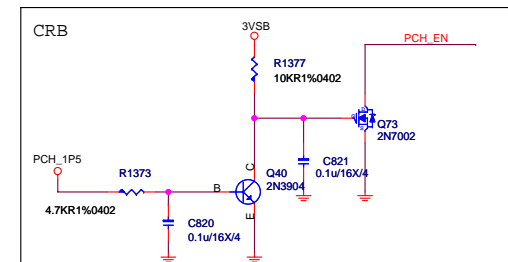 CRB
3VSB
PCH_EN
R1377
10KR1%0402
Q73
2N7002
C821
0.1u/16X/4
PCH_1P5
R1373
C
B
Q40
2N3904
E
4.7KR1%0402
C820
0.1u/16X/4